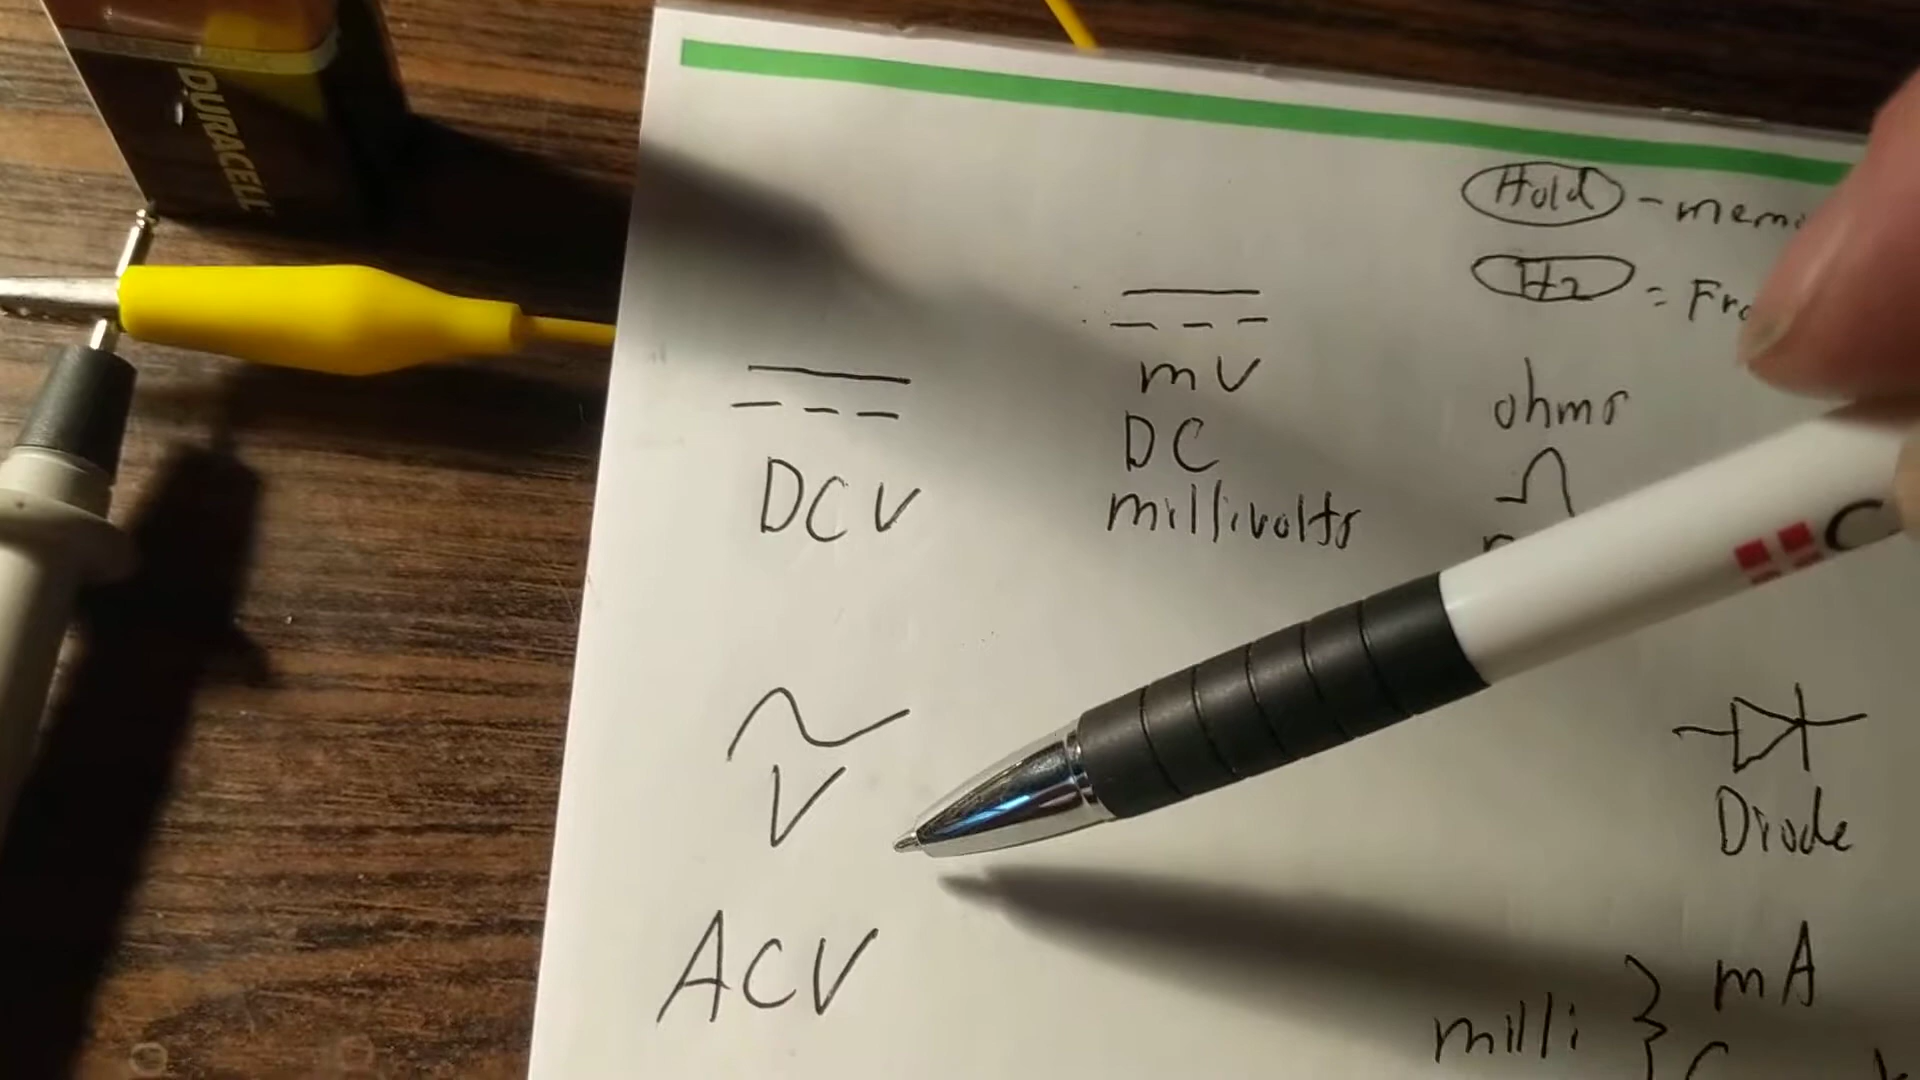 DURACELL
Hold - mem
Hz = Fr
mV
DC
millivolts
DCV
ohms
V
ACV
Diode
mA
milli
C